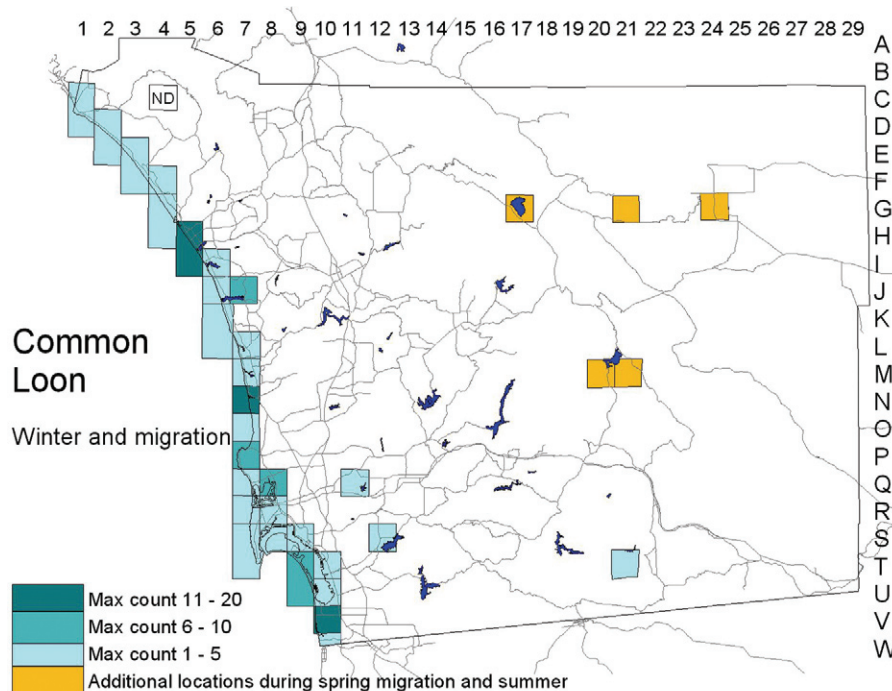 1 2 3 4 5 6 7 8 9 10 11 12 13 14 15 16 17 18 19 20 21 22 23 24 25 26 27 28 29
A
B
C
D
E
F
G
H
I
J
K
L
M
N
O
P
Q
R
S
T
U
V
W
ND
Common
Loon
Winter and migration
Max count 11 - 20
Max count 6 - 10
Max count 1 - 5
Additional locations during spring migration and summer